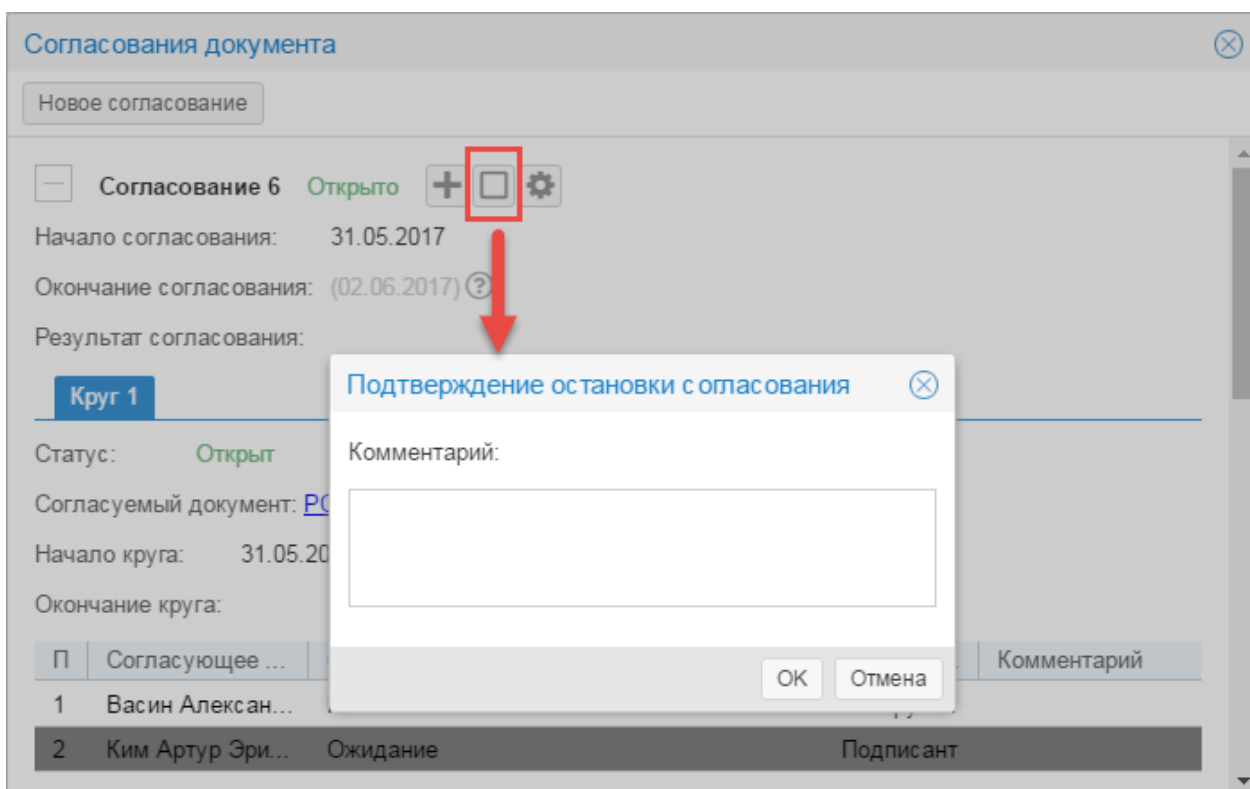 Согласования документа
Новое согласование
Согласование 6 Открыто
Начало согласования: 31.05.2017
Окончание согласования: (02.06.2017) ?
Результат согласования:
Подтверждение остановки согласования
Круг 1
Комментарий:
Статус: Открыт
Согласуемый документ:
Начало круга:
Окончание круга:
OK Отмена
П Согласующее ... Комментарий
1 Васин Алексан...
2 Ким Артур Эри... Ожидание Подписант